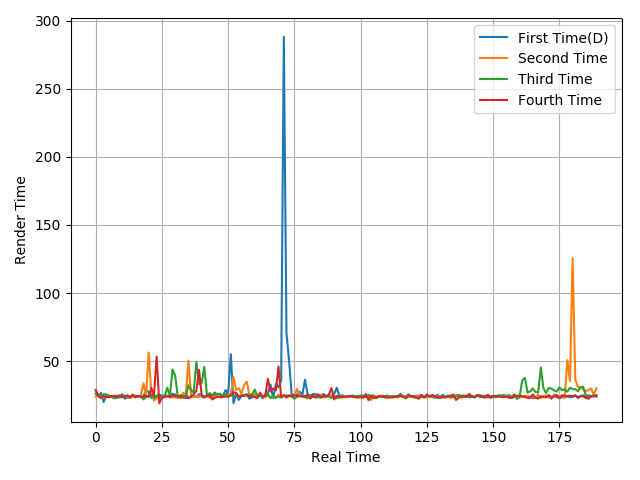 300
250
200
150
100
50
0
25
50
75
100
125
150
175
Render Time
Real Time
First Time(D)
Second Time
Third Time
Fourth Time